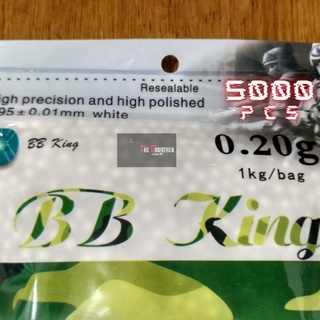 Resealable
igh precision and high polished
95±0.01mm white
5000
PCS
BB King
0.20g
1kg/bag
BB King